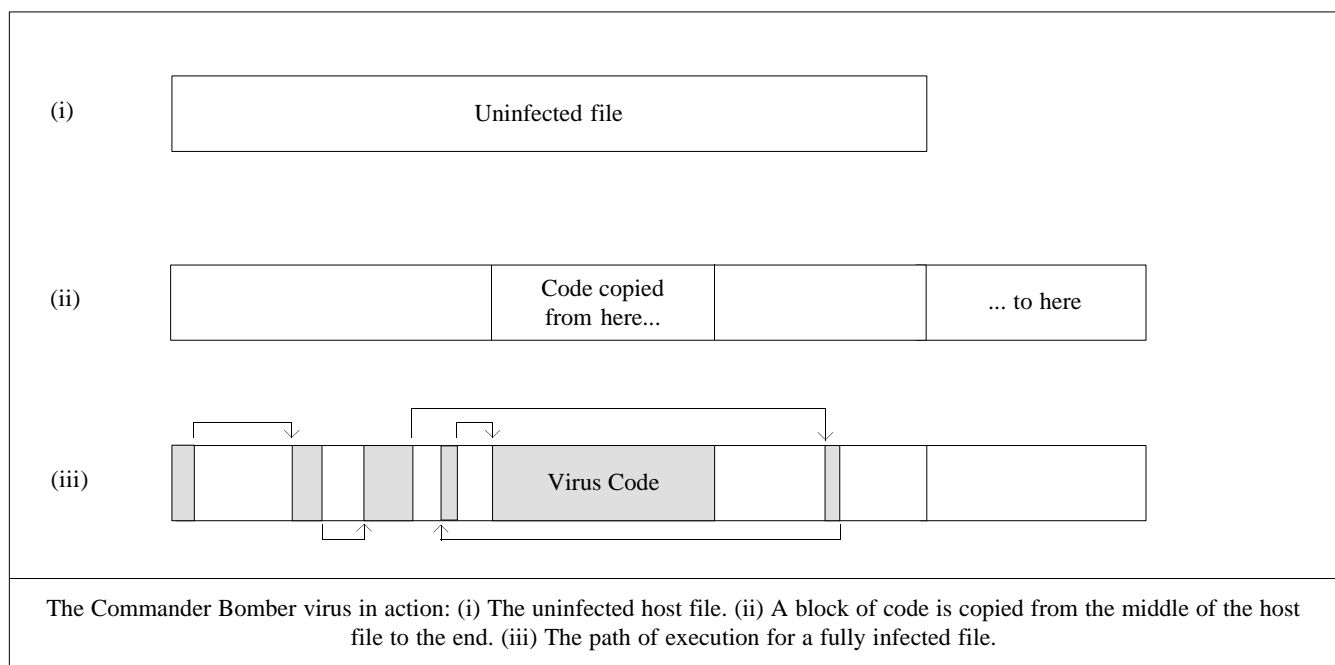 (i)
Uninfected file
(ii)
Code copied
from here...
... to here
(iii)
Virus Code
The Commander Bomber virus in action: (i) The uninfected host file. (ii) A block of code is copied from the middle of the host
file to the end. (iii) The path of execution for a fully infected file.